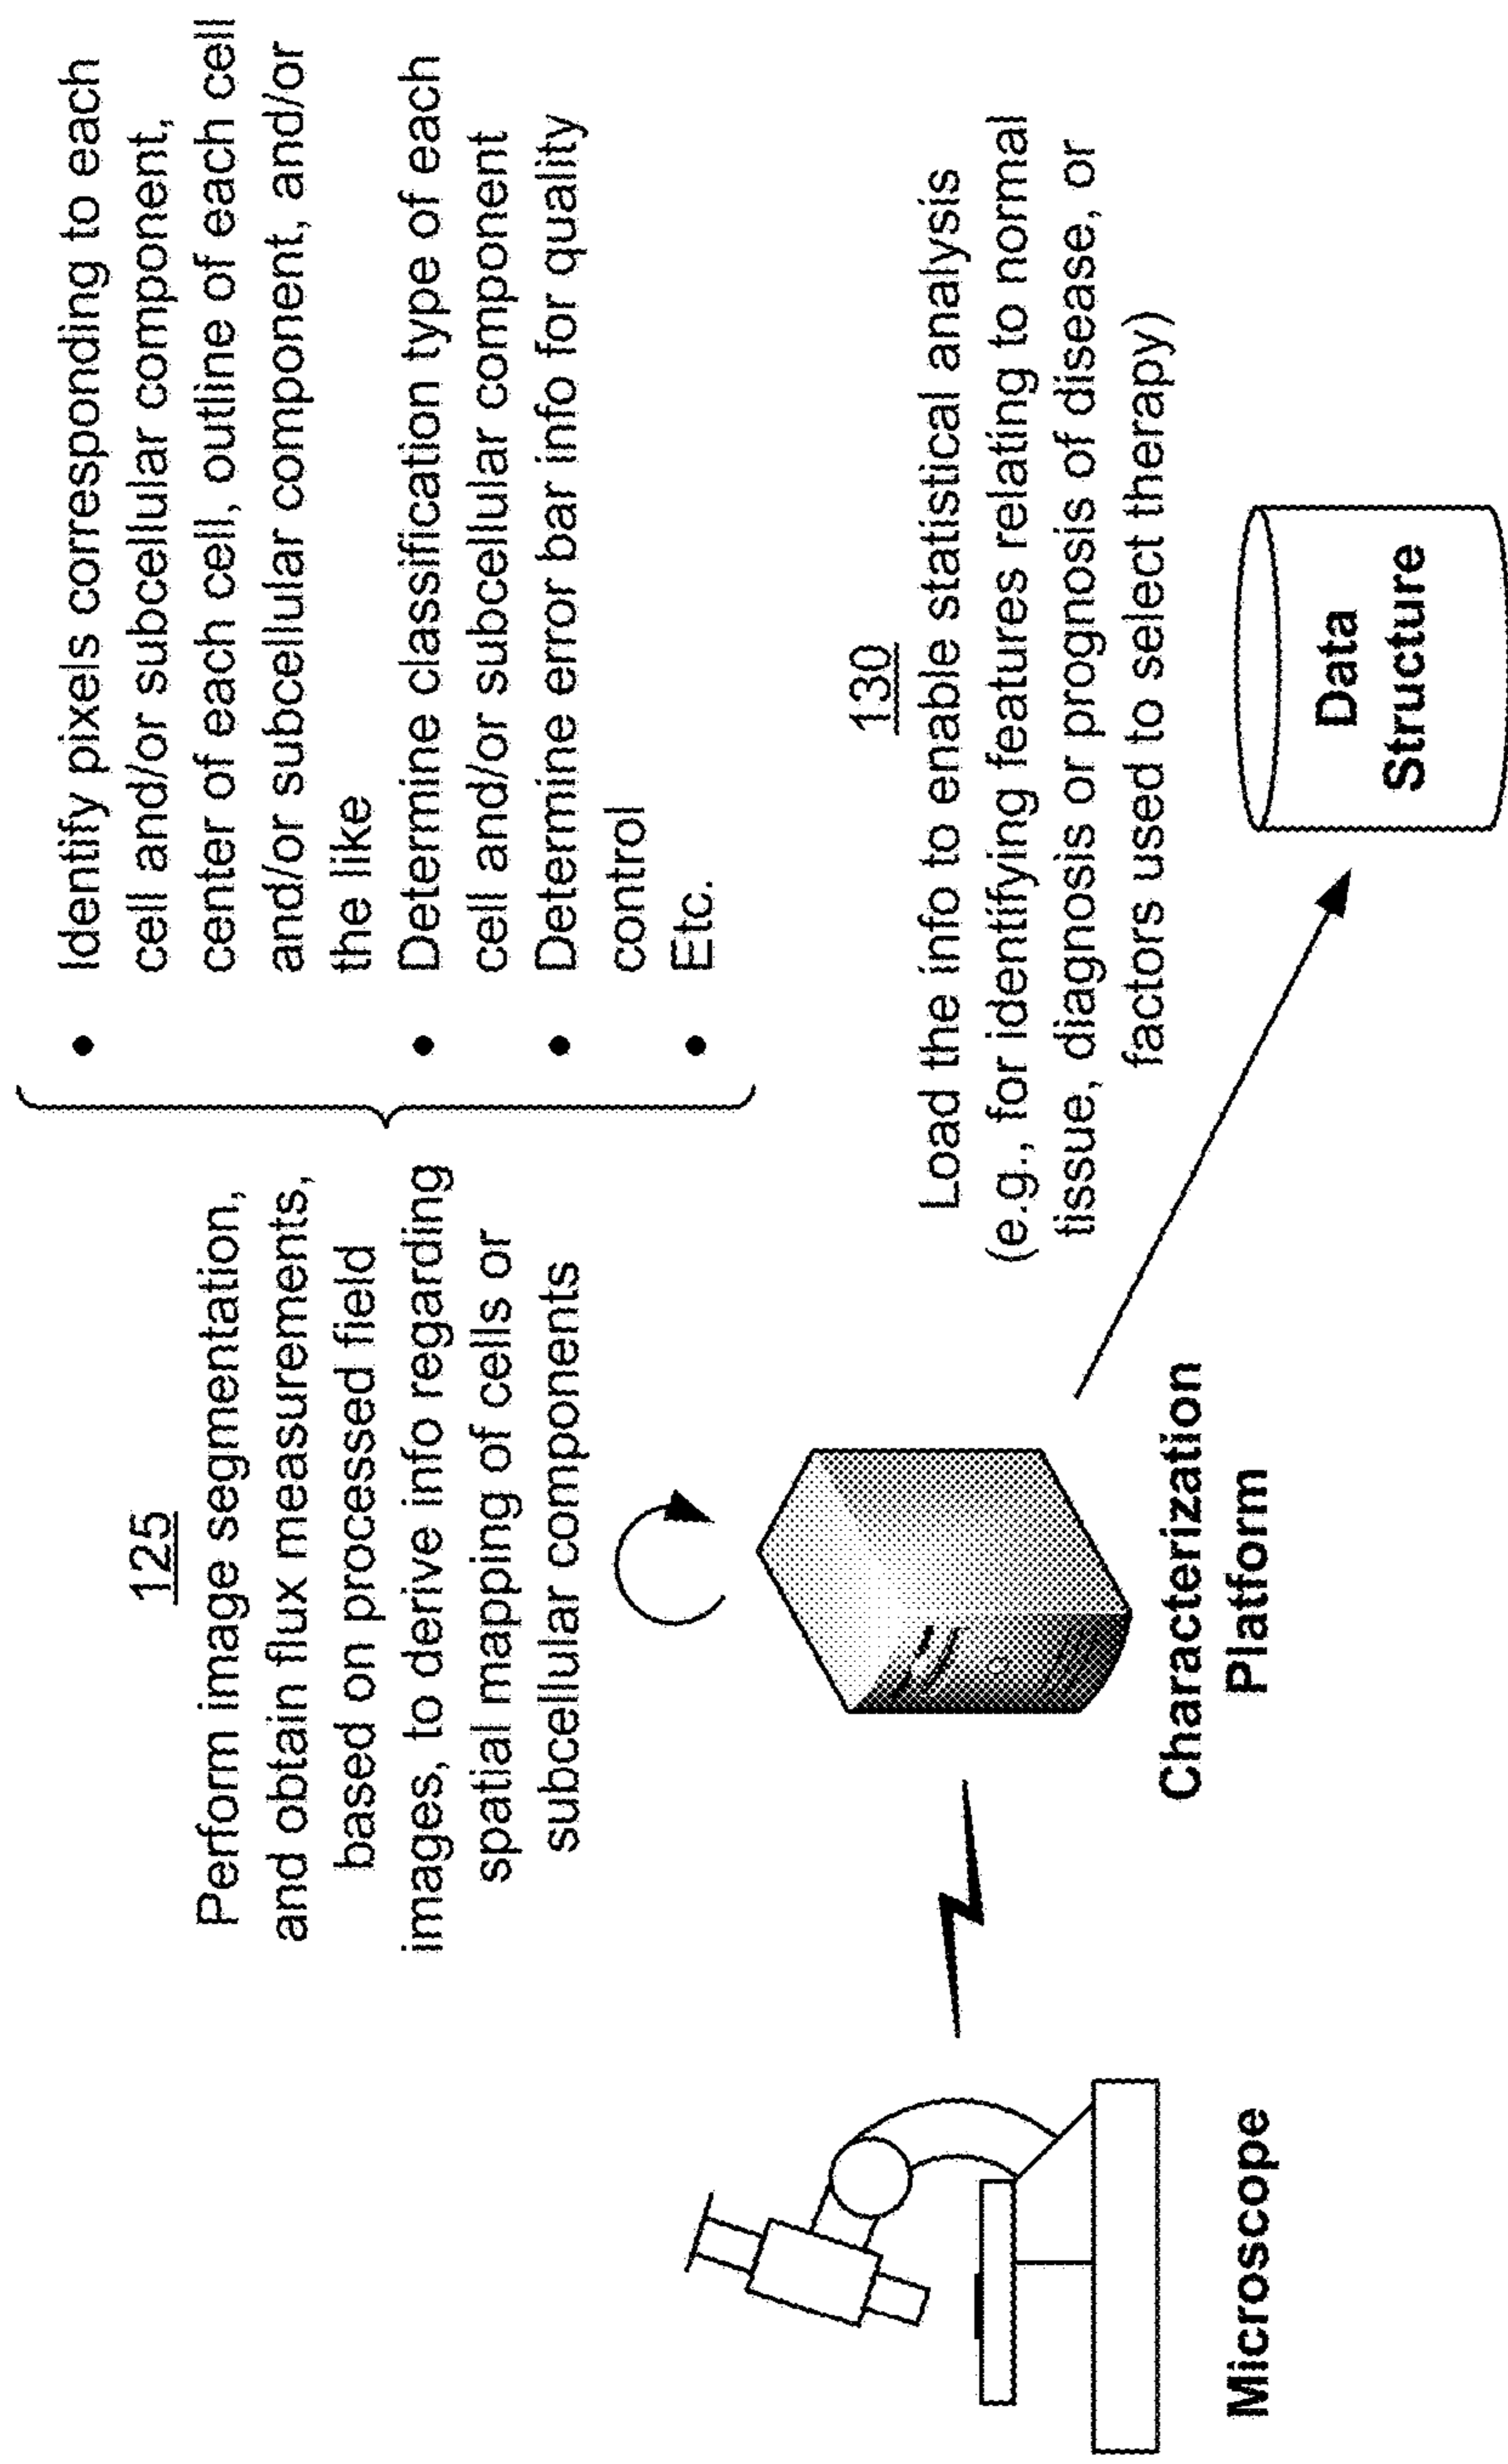 125
Perform image segmentation,
and obtain flux measurements,
based on processed field
images, to derive info regarding
spatial mapping of cells or
subcellular components
• Identify pixels corresponding to each
cell and/or subcellular component,
center of each cell, outline of each cell
and/or subcellular component, and/or
the like
• Determine classification type of each
cell and/or subcellular component
• Determine error bar info for quality
control
• Etc.
130
Load the info to enable statistical analysis
(e.g., for identifying features relating to normal
tissue, diagnosis or prognosis of disease, or
factors used to select therapy)
Microscope
Characterization
Platform
Data
Structure